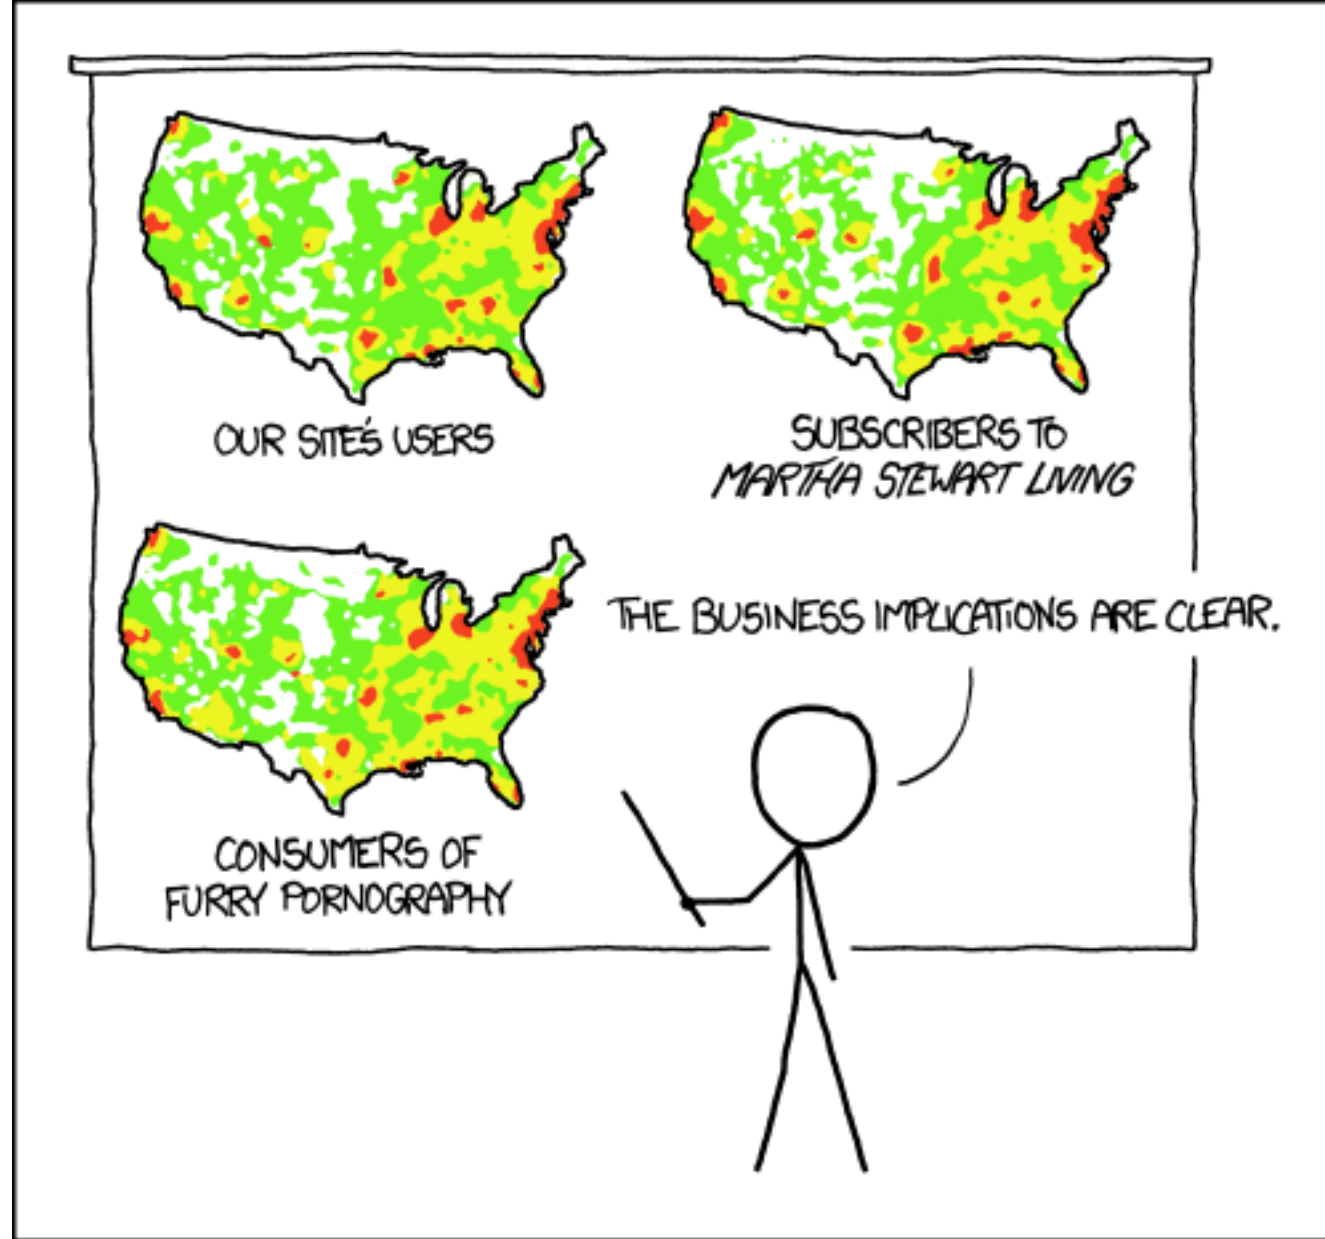 OUR SITE'S USERS
SUBSCRIBERS TO
MARTHA STEWART LIVING
CONSUMERS OF
FURRY PORNOGRAPHY
THE BUSINESS IMPLICATIONS ARE CLEAR.